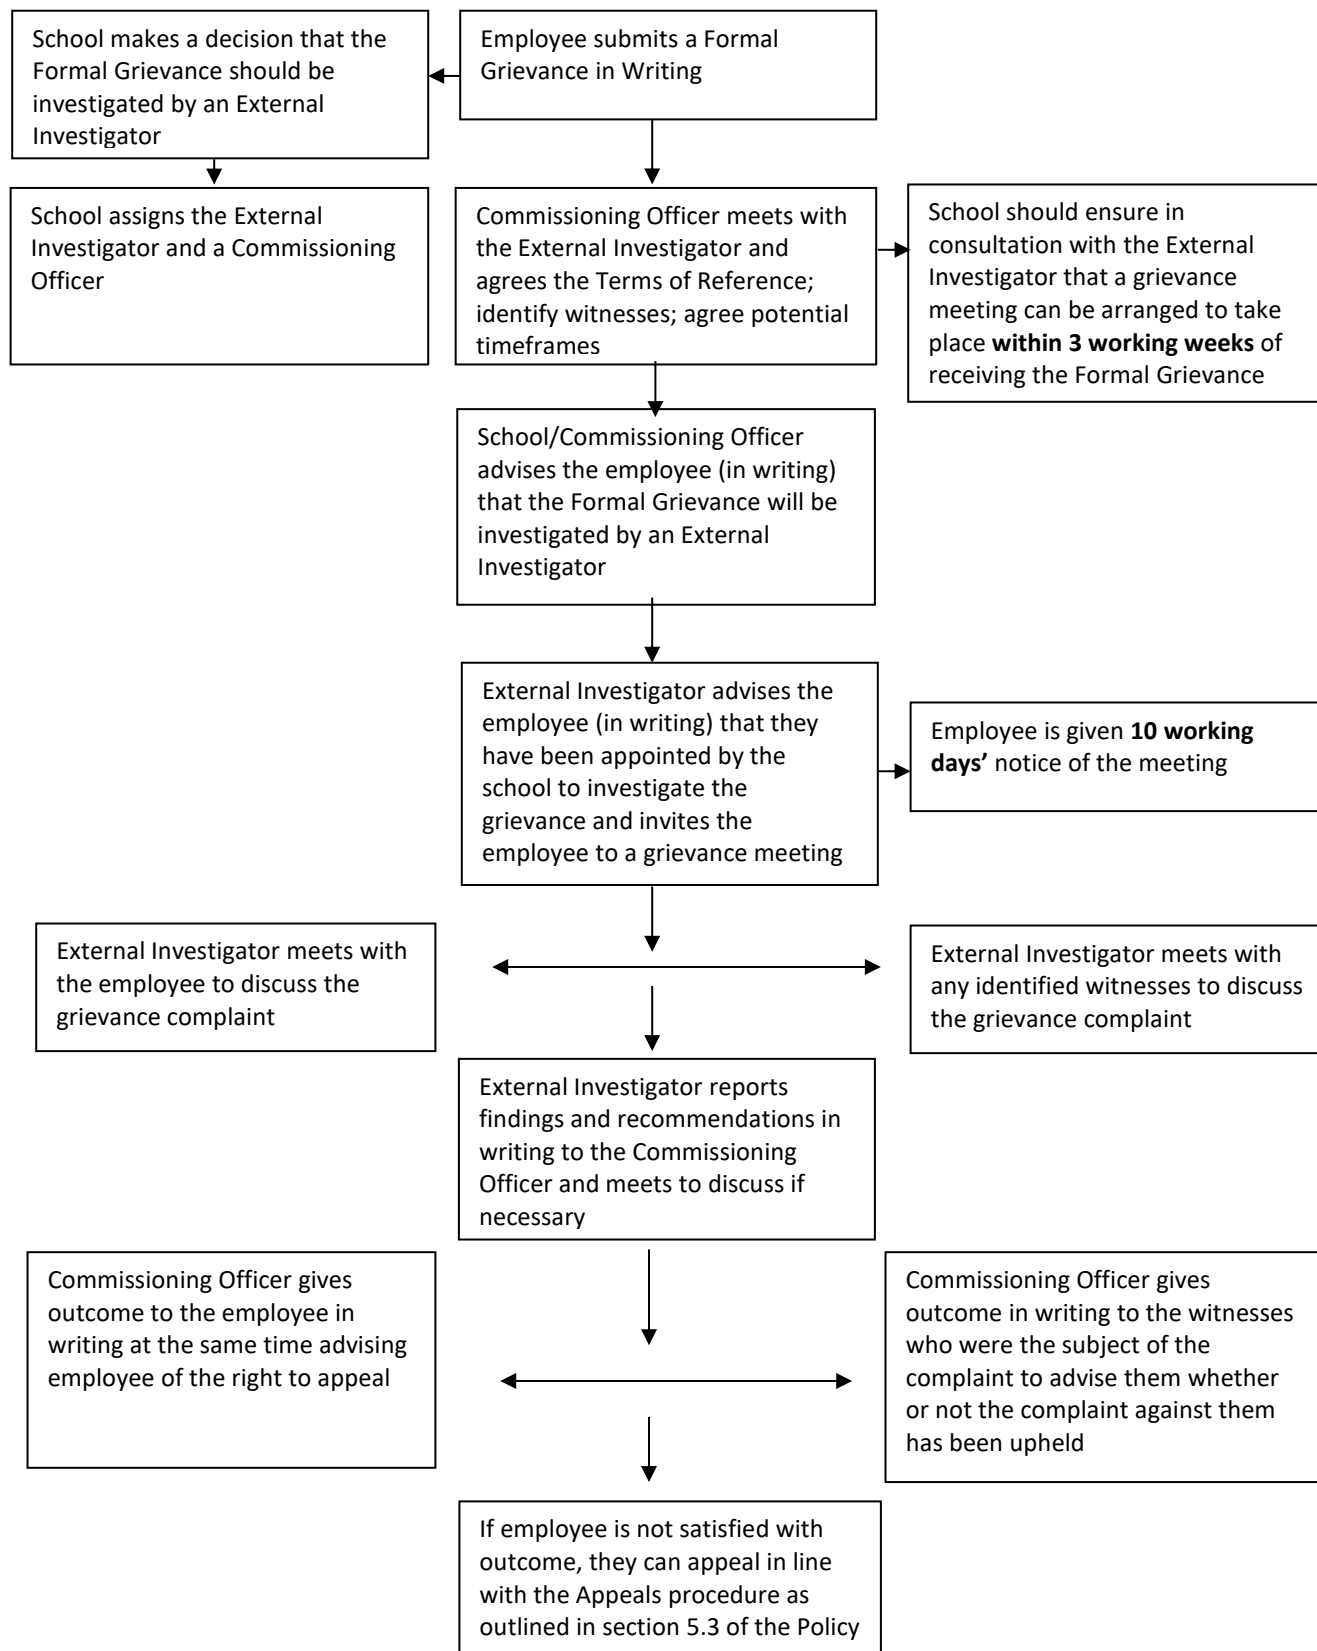 School makes a decision that the
Formal Grievance should be
investigated by an External
Investigator
Employee submits a Formal
Grievance in Writing
School assigns the External
Investigator and a Commissioning
Officer
Commissioning Officer meets with
the External Investigator and
agrees the Terms of Reference;
identify witnesses; agree potential
timeframes
School should ensure in
consultation with the External
Investigator that a grievance
meeting can be arranged to take
place within 3 working weeks of
receiving the Formal Grievance
School/Commissioning Officer
advises the employee (in writing)
that the Formal Grievance will be
investigated by an External
Investigator
External Investigator advises the
employee (in writing) that they
have been appointed by the
school to investigate the
grievance and invites the
employee to a grievance meeting
Employee is given 10 working
days’ notice of the meeting
External Investigator meets with
the employee to discuss the
grievance complaint
External Investigator meets with
any identified witnesses to discuss
the grievance complaint
External Investigator reports
findings and recommendations in
writing to the Commissioning
Officer and meets to discuss if
necessary
Commissioning Officer gives
outcome to the employee in
writing at the same time advising
employee of the right to appeal
Commissioning Officer gives
outcome in writing to the witnesses
who were the subject of the
complaint to advise them whether
or not the complaint against them
has been upheld
If employee is not satisfied with
outcome, they can appeal in line
with the Appeals procedure as
outlined in section 5.3 of the Policy